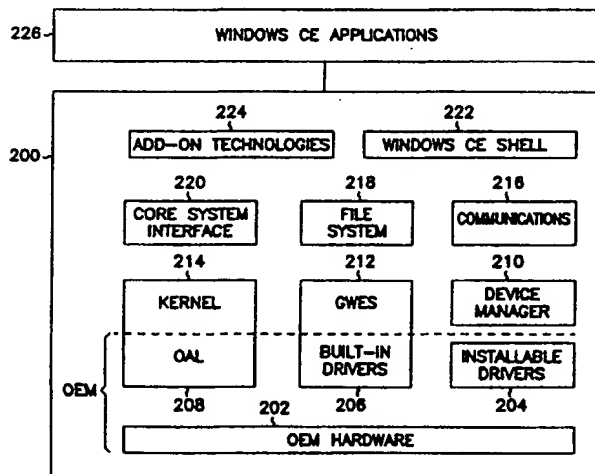 226
WINDOWS CE APPLICATIONS
224
222
200
ADD-ON TECHNOLOGIES
WINDOWS CE SHELL
220
218
216
CORE SYSTEM
INTERFACE
FILE
SYSTEM
COMMUNICATIONS
214
212
210
KERNEL
GWES
DEVICE
MANAGER
OAL
BUILT-IN
DRIVERS
INSTALLABLE
DRIVERS
OEM
208
202
206
204
OEM HARDWARE